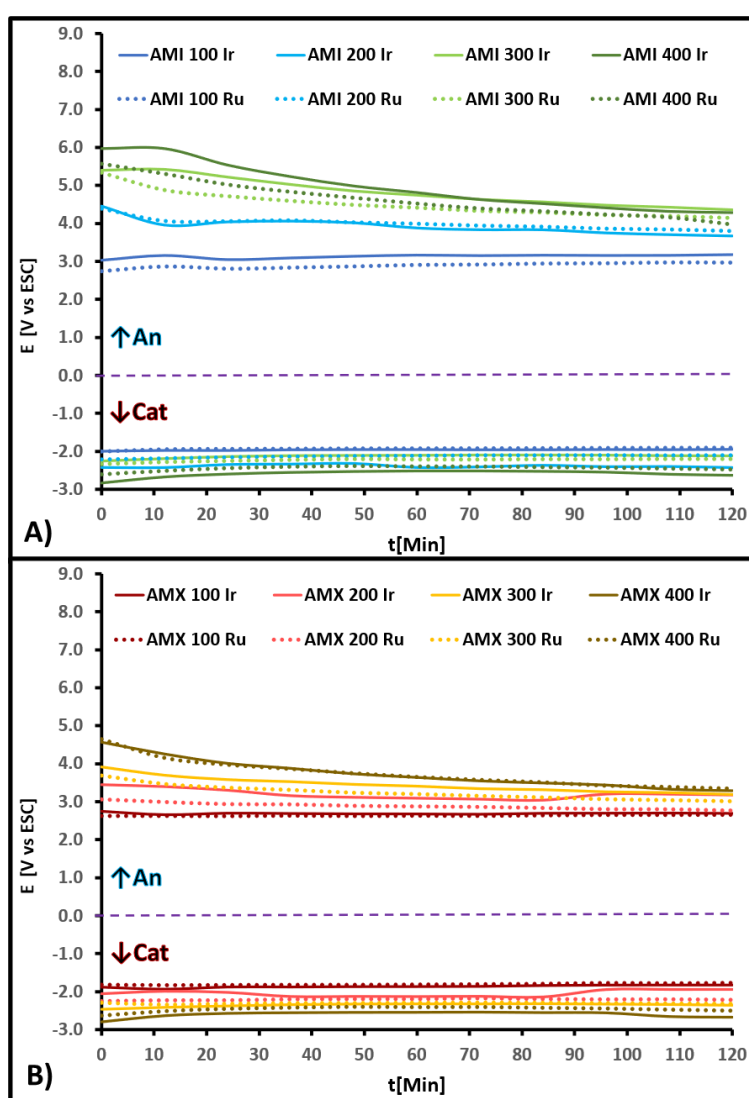 9.0
AMI 100 Ir AMI 200 Ir AMI 300 Ir AMI 400 Ir
8.0
AMI 100 Ru AMI 200 Ru AMI 300 Ru AMI 400 Ru
7.0
6.0
5.0
4.0
3.0
2.0
1.0
↑An
0.0
-1.0
↓Cat
-2.0
-3.0
E [V vs ESC)
0 10 20 30 40 50 60 70 80 90 100 110 120
A)
t[Min)
9.0
AMX 100 Ir AMX 200 Ir AMX 300 Ir AMX 400 Ir
8.0
AMX 100 Ru AMX 200 Ru AMX 300 Ru AMX 400 Ru
7.0
6.0
5.0
4.0
3.0
2.0
1.0
↑An
0.0
-1.0
↓Cat
-2.0
-3.0
E [V vs ESC)
0 10 20 30 40 50 60 70 80 90 100 110 120
B)
t[Min)